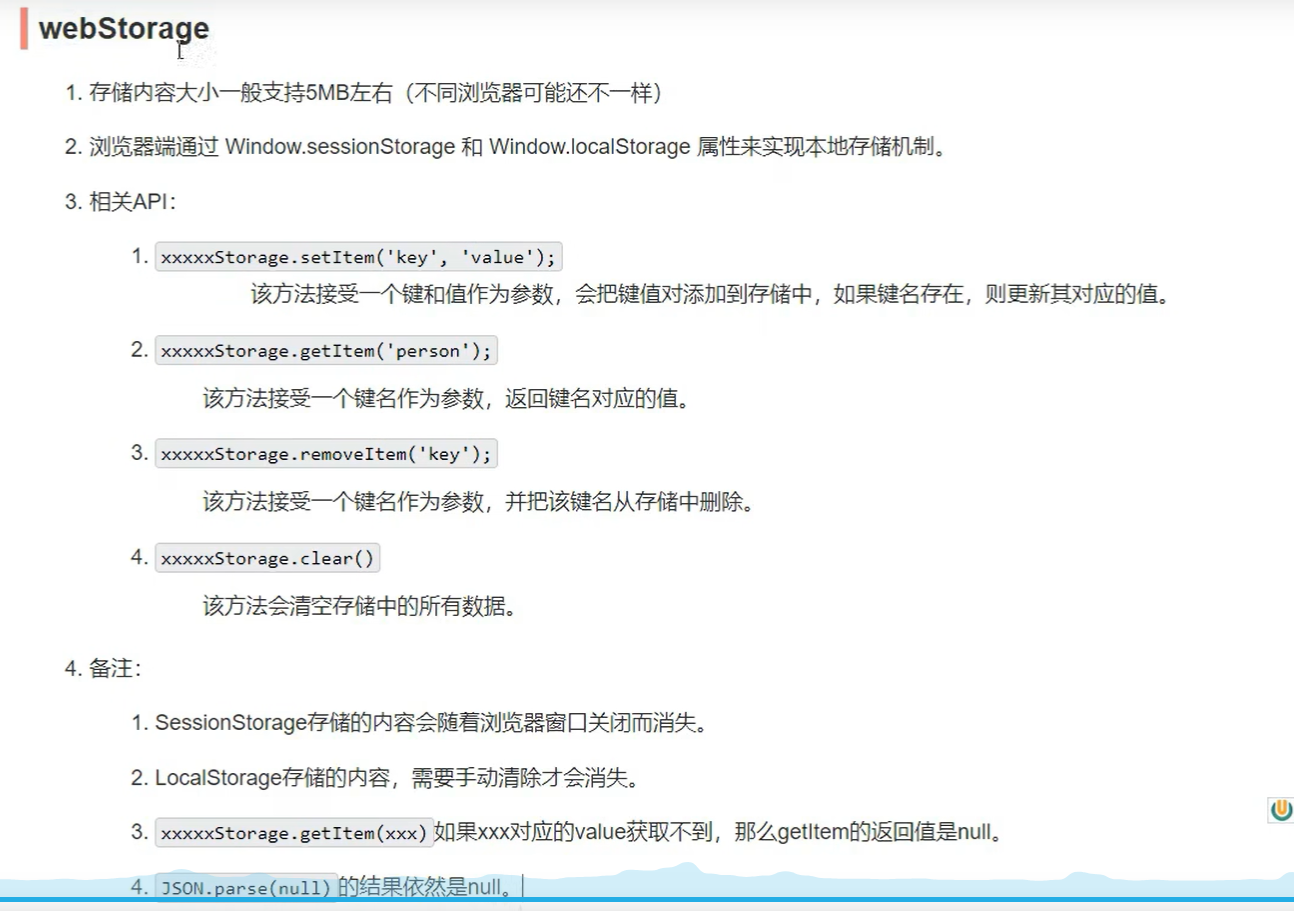 webStorage
1. 存储内容大小一般支持5MB左右（不同浏览器可能还不一样）
2. 浏览器端通过 Window.sessionStorage 和 Window.localStorage 属性来实现本地存储机制。
3. 相关API：
1. xxxxxStorage.setItem('key', 'value');
该方法接受一个键和值作为参数，会把键值对添加到存储中，如果键名存在，则更新其对应的值。
2. xxxxxStorage.getItem('person');
该方法接受一个键名作为参数，返回键名对应的值。
3. xxxxxStorage.removeItem('key');
该方法接受一个键名作为参数，并把该键名从存储中删除。
4. xxxxxStorage.clear()
该方法会清空存储中的所有数据。
4. 备注：
1. SessionStorage存储的内容会随着浏览器窗口关闭而消失。
2. LocalStorage存储的内容，需要手动清除才会消失。
3. xxxxxStorage.getItem(xxx)如果xxx对应的value获取不到，那么getItem的返回值是null。
4. JSON.parse(null)的结果依然是null。